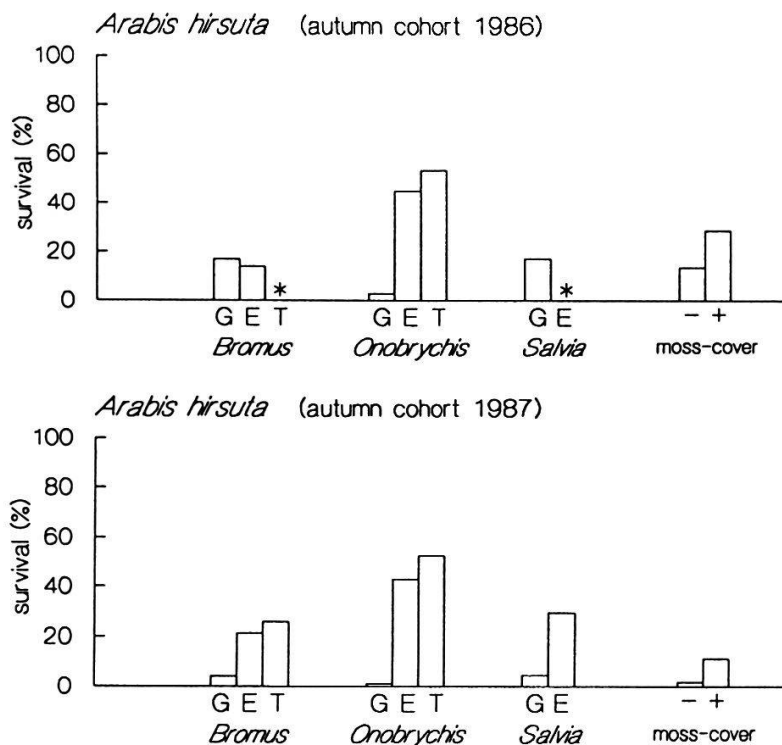 Arabis hirsuta (autumn cohort 1986)
100
80
60
40
20
0
survival (%)
*
*
G E T
G E T
G E
− +
Bromus
Onobrychis
Salvia
moss-cover
Arabis hirsuta (autumn cohort 1987)
100
80
60
40
20
0
survival (%)
G E T
G E T
G E
− +
Bromus
Onobrychis
Salvia
moss-cover